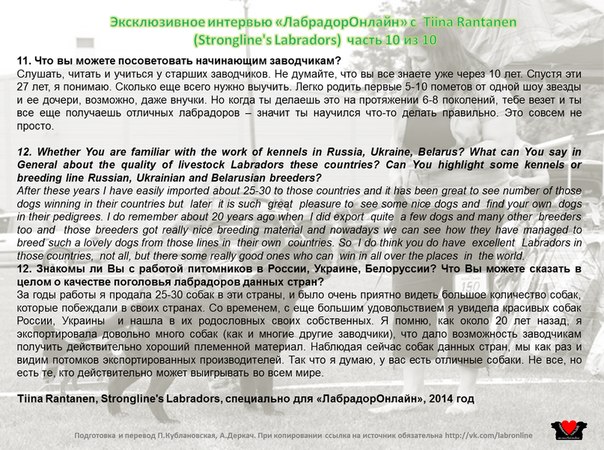 Эксклюзивное интервью «ЛабрадорОнлайн» с Tiina Rantanen
(Strongline's Labradors) часть 10 из 10
11. Что вы можете посоветовать начинающим заводчикам?
Слушать, читать и учиться у старших заводчиков. Не думайте, что вы все знаете уже через 10 лет. Спустя эти
27 лет, я понимаю. Сколько еще всего нужно выучить. Легко родить первые 5-10 пометов от одной шоу звезды
и ее дочери, возможно, даже внучки. Но когда ты делаешь это на протяжении 6-8 поколений, тебе везет и ты
все еще получаешь отличных лабрадоров – значит ты научился что-то делать правильно. Это совсем не
просто.
12. Whether You are familiar with the work of kennels in Russia, Ukraine, Belarus? What can You say in
General about the quality of livestock Labradors these countries? Can You highlight some kennels or
breeding line Russian, Ukrainian and Belarusian breeders?
After these years I have easily imported about 25-30 to those countries and it has been great to see number of those
dogs winning in their countries but later it is such great pleasure to see some nice dogs and find your own dogs
in their pedigrees. I do remember about 20 years ago when I did export quite a few dogs and many other breeders
too and those breeders got really nice breeding material and nowadays we can see how they have managed to
breed such a lovely dogs from those lines in their own countries. So I do think you do have excellent Labradors in
those countries, not all, but there some really good ones who can win in all over the places in the world.
12. Знакомы ли Вы с работой питомников в России, Украине, Белоруссии? Что Вы можете сказать в
целом о качестве поголовья лабрадоров данных стран?
За годы работы я продала 25-30 собак в эти страны, и было очень приятно видеть большое количество собак,
которые побеждали в своих странах. Со временем, с еще большим удовольствием я увидела красивых собак
России, Украины и нашла в их родословных своих собственных. Я помню, как около 20 лет назад, я
экспортировала довольно много собак (как и многие другие заводчики), что дало возможность заводчикам
получить действительно хороший племенной материал. Наблюдая сейчас собак данных стран, мы как раз и
видим потомков экспортированных производителей. Так что я думаю, у вас есть отличные собаки. Не все, но
есть те, кто действительно может выигрывать во всем мире.
Tiina Rantanen, Strongline's Labradors, специально для «ЛабрадорОнлайн», 2014 год
Подготовка и перевод П.Кублановская, А.Деркач. При копировании ссылка на источник обязательна http://vk.com/labronline